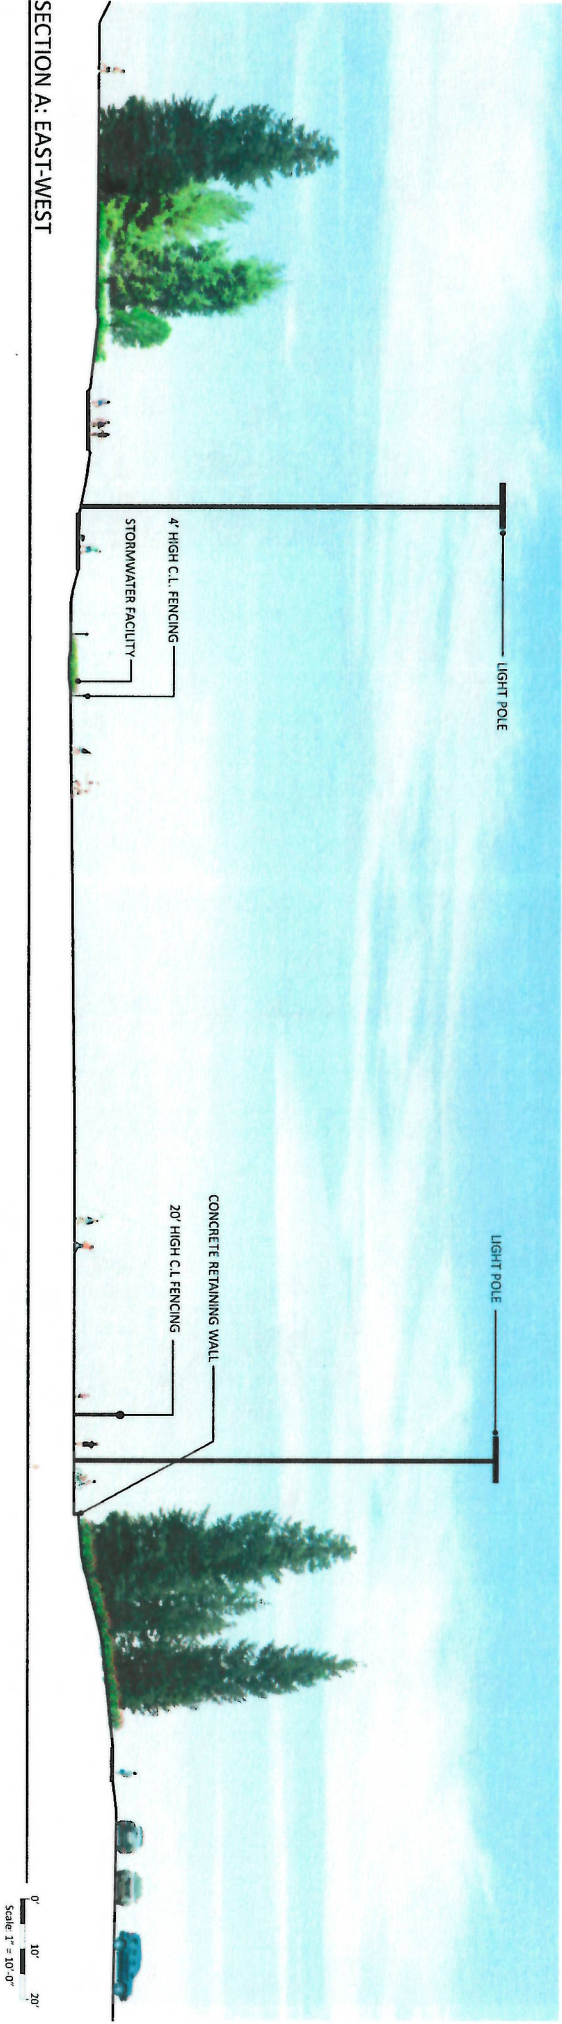 LIGHT POLE
LIGHT POLE
4' HIGH C.L. FENCING
STORMWATER FACILITY
CONCRETE RETAINING WALL
20' HIGH C.L FENCING
SECTION A: EAST-WEST
0' 10' 20'
Scale: 1" = 10'-0"